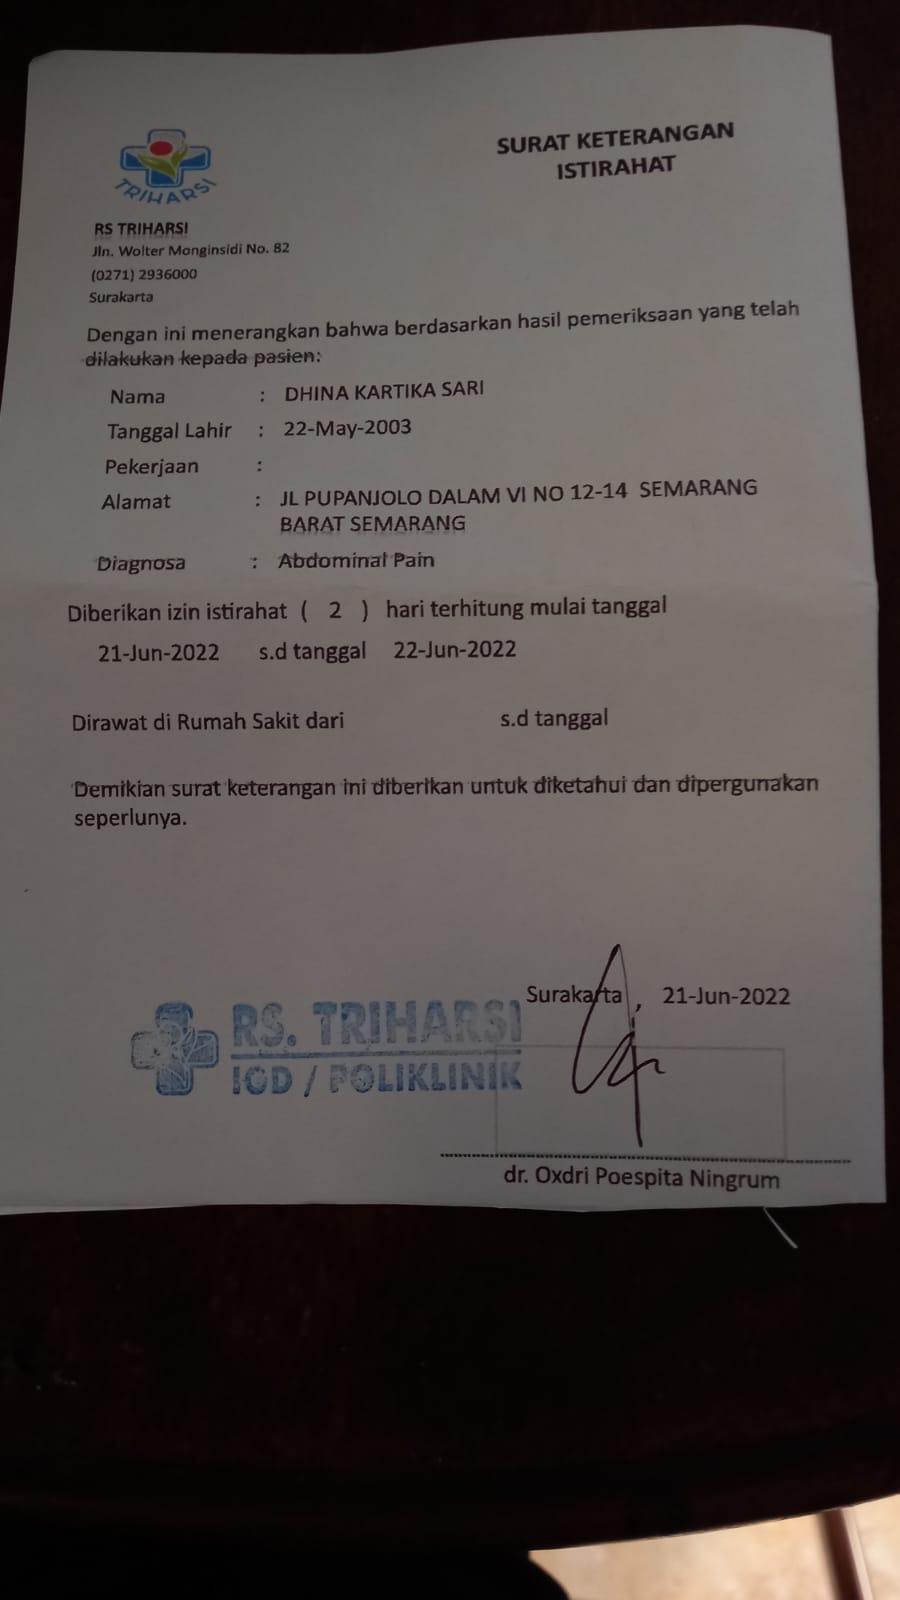 SURAT KETERANGAN
ISTIRAHAT
TRIHARSI
RS TRIHARSI
Jln. Wolter Monginsidi No. 82
(0271) 2936000
Surakarta
Dengan ini menerangkan bahwa berdasarkan hasil pemeriksaan yang telah
dilakukan kepada pasien:
Nama : DHINA KARTIKA SARI
Tanggal Lahir : 22-May-2003
Pekerjaan :
Alamat : JL PUPANJOLO DALAM VI NO 12-14 SEMARANG
BARAT SEMARANG
Diagnosa : Abdominal Pain
Diberikan izin istirahat ( 2 ) hari terhitung mulai tanggal
21-Jun-2022 s.d tanggal 22-Jun-2022
Dirawat di Rumah Sakit dari s.d tanggal
Demikian surat keterangan ini diberikan untuk diketahui dan dipergunakan
seperlunya.
Surakarta , 21-Jun-2022
RS. TRIHARSI
IGD / POLIKLINIK
dr. Oxdri Poespita Ningrum